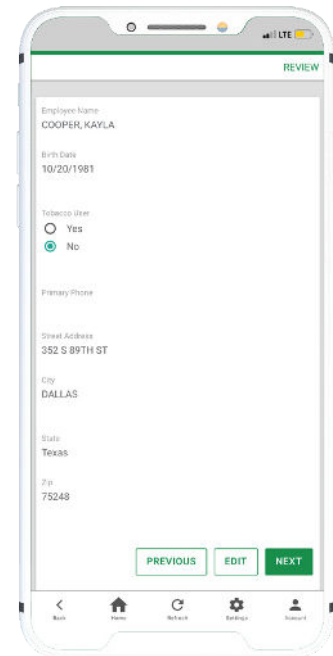 LTE
REVIEW
Employee Name
COOPER, KAYLA
Birth Date
10/20/1981
Tobacco User
Yes
No
Primary Phone
Street Address
352 S 89TH ST
City
DALLAS
State
Texas
Zip
75248
PREVIOUS EDIT NEXT
Back Home Refresh Settings Account